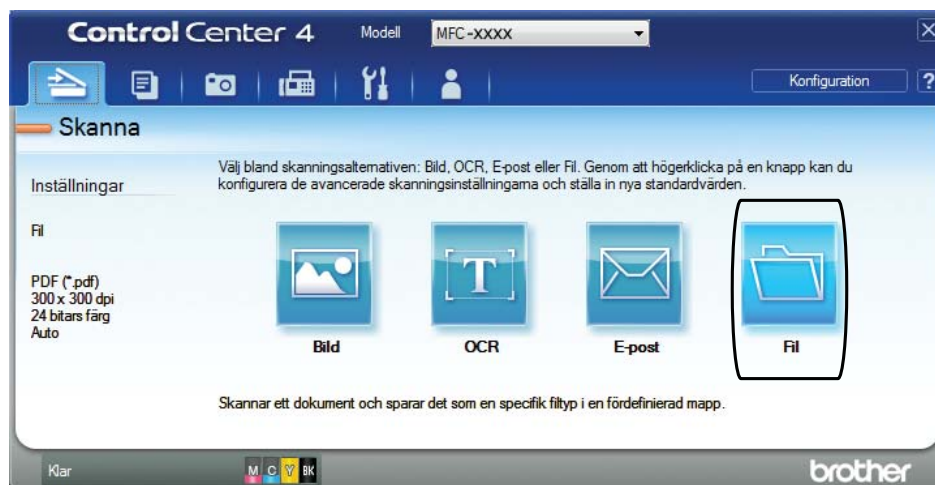 Control Center 4
Modell
MFC-XXXX
Konfiguration
?
Skanna
Inställningar
Fil
PDF (*.pdf)
300 x 300 dpi
24 bitars färg
Auto
Välj bland skanningsalternativen: Bild, OCR, E-post eller Fil. Genom att högerklicka på en knapp kan du
konfigurera de avancerade skanningsinställningarna och ställa in nya standardvärden.
T
Bild
OCR
E-post
Fil
Skannar ett dokument och sparar det som en specifik filtyp i en fördefinierad mapp.
Klar
M C Y BK
brother